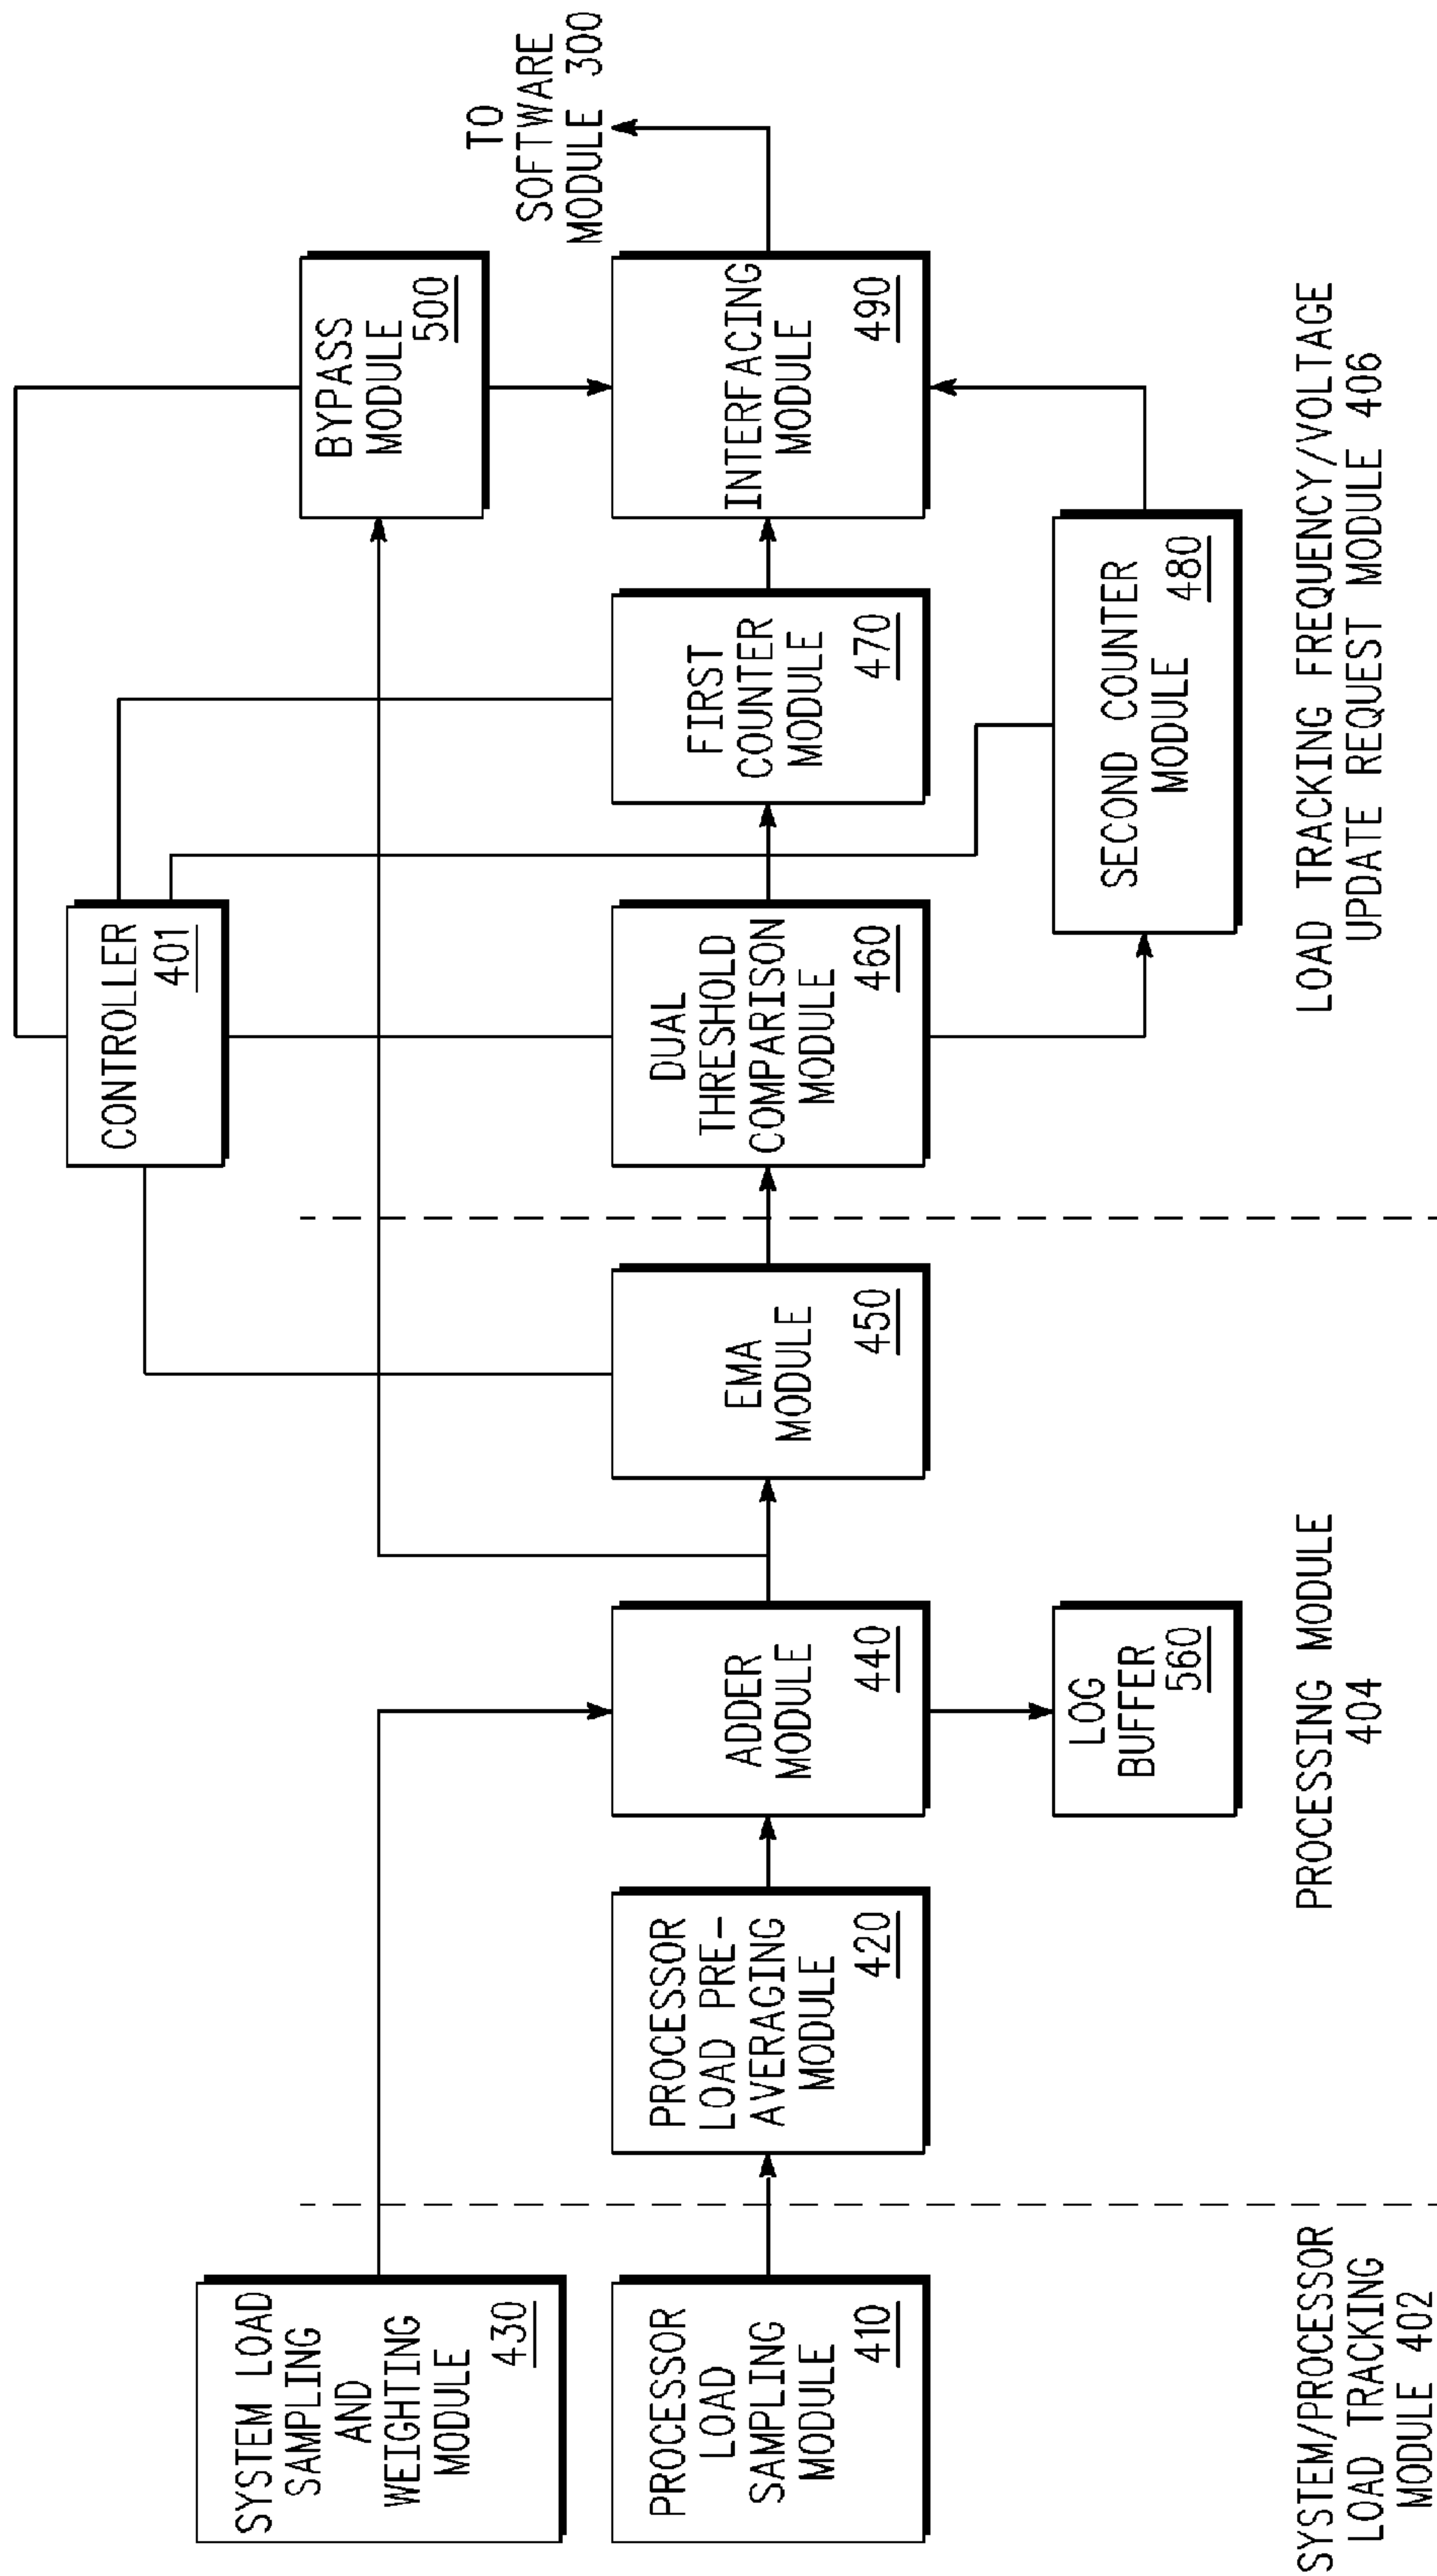 CONTROLLER
401
BYPASS
MODULE
500
TO
SOFTWARE
MODULE 300
SYSTEM LOAD
SAMPLING
AND
WEIGHTING
MODULE
430
PROCESSOR
LOAD
SAMPLING
MODULE
410
PROCESSOR
LOAD PRE-
AVERAGING
MODULE
420
ADDER
MODULE
440
EMA
MODULE
450
DUAL
THRESHOLD
COMPARISON
MODULE
460
FIRST
COUNTER
MODULE
470
INTERFACING
MODULE
490
LOG
BUFFER
560
SECOND COUNTER
MODULE
480
SYSTEM/PROCESSOR
LOAD TRACKING
MODULE 402
PROCESSING MODULE
404
LOAD TRACKING FREQUENCY/VOLTAGE
UPDATE REQUEST MODULE 406